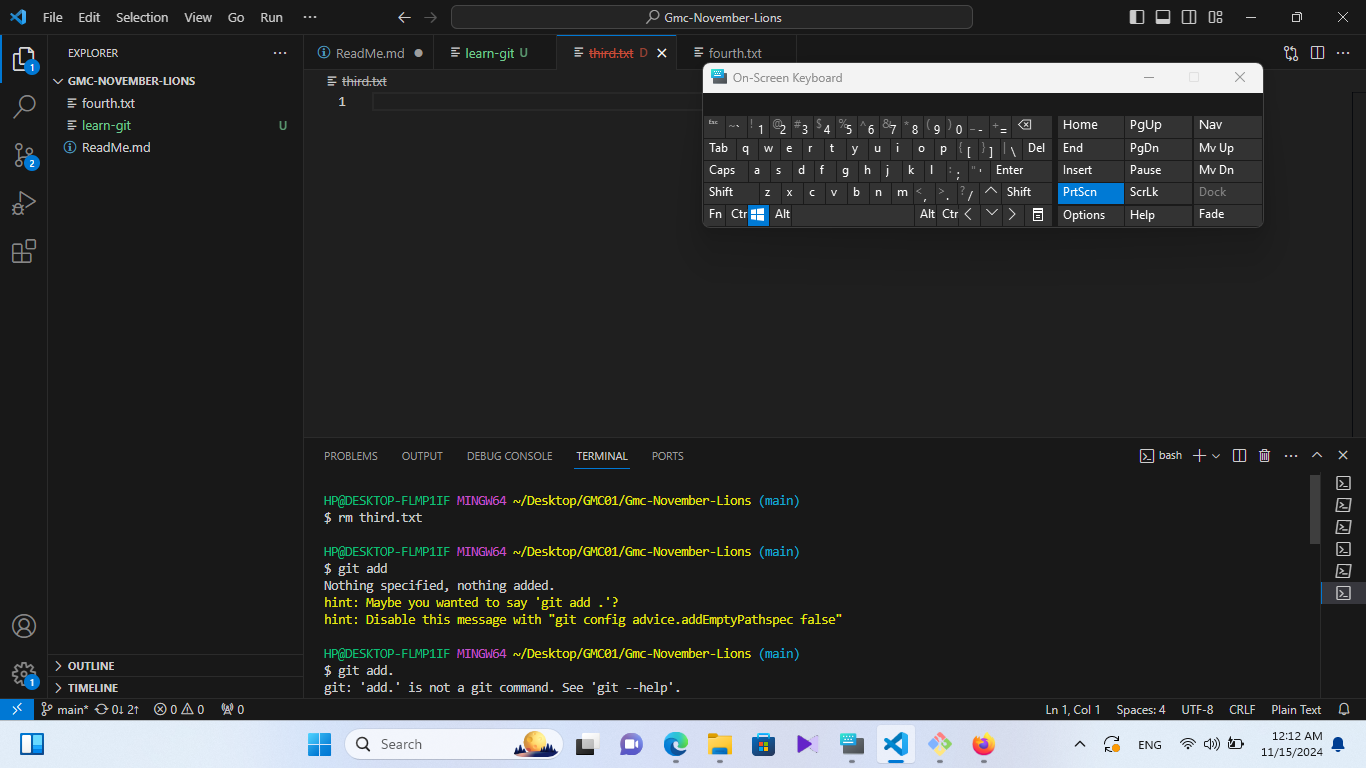 File Edit Selection View Go Run ··· Gmc-November-Lions
EXPLORER ···
GMC-NOVEMBER-LIONS
fourth.txt
learn-git U
ReadMe.md
OUTLINE
TIMELINE
1
2
1
ReadMe.md learn-git U third.txt D fourth.txt ···
third.txt
1
On-Screen Keyboard
Esc ~` ! 1 @ 2 # 3 $ 4 % 5 ^ 6 & 7 * 8 ( 9 ) 0 _ - + = Home PgUp Nav
Tab q w e r t y u i o p { [ } ] | \ Del End PgDn Mv Up
Caps a s d f g h j k l : ; " ' Enter Insert Pause Mv Dn
Shift z x c v b n m < , > . ? / Shift PrtScn ScrLk Dock
Fn Ctr Alt Alt Ctr Options Help Fade
PROBLEMS OUTPUT DEBUG CONSOLE TERMINAL PORTS bash ···
HP@DESKTOP-FLMP1IF MINGW64 ~/Desktop/GMC01/Gmc-November-Lions (main)
$ rm third.txt
HP@DESKTOP-FLMP1IF MINGW64 ~/Desktop/GMC01/Gmc-November-Lions (main)
$ git add
Nothing specified, nothing added.
hint: Maybe you wanted to say 'git add .'?
hint: Disable this message with "git config advice.addEmptyPathspec false"
HP@DESKTOP-FLMP1IF MINGW64 ~/Desktop/GMC01/Gmc-November-Lions (main)
$ git add.
git: 'add.' is not a git command. See 'git --help'.
main* 0↓ 2↑ 0 0 0 Ln 1, Col 1 Spaces: 4 UTF-8 CRLF Plain Text
Search ENG 12:12 AM
11/15/2024